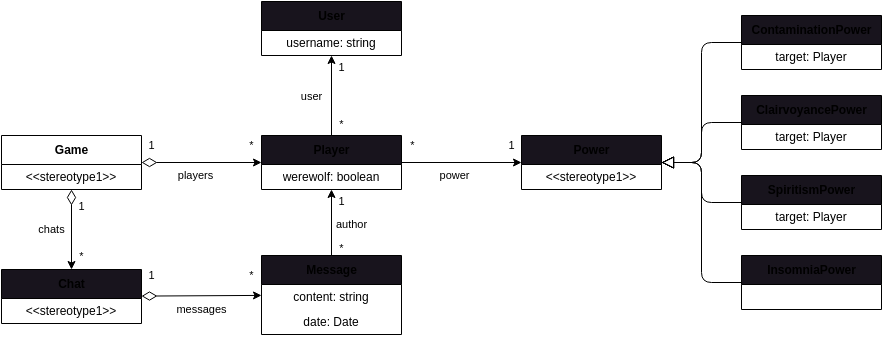 User
username: string
1
user
*
Game
<<stereotype1>>
1
players
*
Player
werewolf: boolean
*
power
1
Power
<<stereotype1>>
ContaminationPower
target: Player
ClairvoyancePower
target: Player
SpiritismPower
target: Player
InsomniaPower
1
chats
*
1
author
*
Chat
<<stereotype1>>
1
messages
*
Message
content: string
date: Date